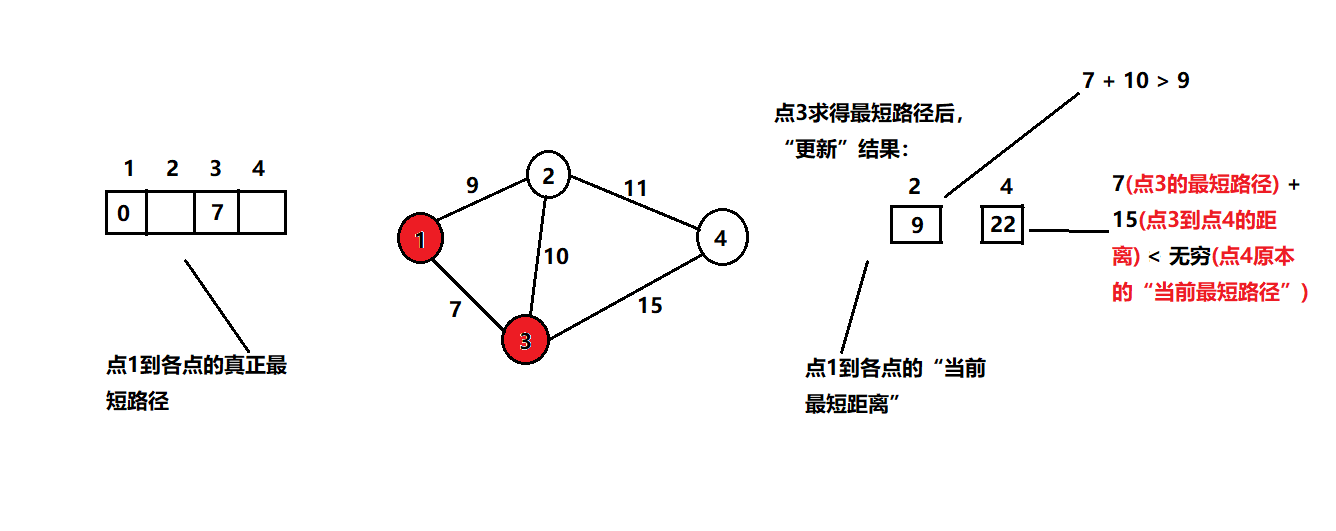 1 2 3 4
0 7
点1到各点的真正最
短路径
9
2
11
1
10
4
7
3
15
点3求得最短路径后，
“更新”结果：
2 4
9 22
点1到各点的“当前
最短距离”
7 + 10 > 9
7(点3的最短路径) +
15(点3到点4的距
离) < 无穷(点4原本
的“当前最短路径”)